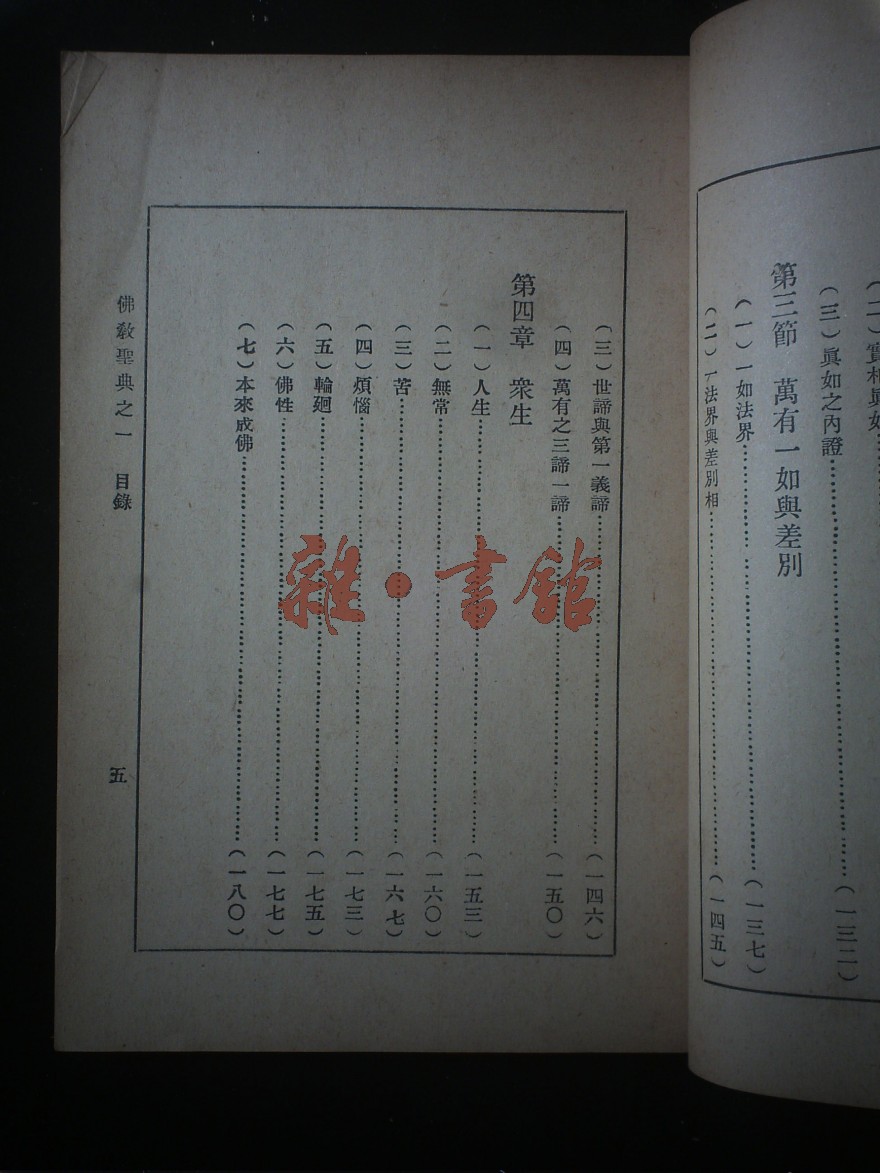 (三)眞如之內證……(一三二)
第三節 萬有一如與差別
(一)一如法界……(一三七)
(二)一法界與差別相……(一四五)
(三)世諦與第一義諦……(一四六)
(四)萬有之三諦一諦……(一五〇)
第四章 衆生
(一)人生……(一五三)
(二)無常……(一六〇)
(三)苦……(一六七)
(四)煩惱……(一七三)
(五)輪廻……(一七五)
(六)佛性……(一七七)
(七)本來成佛……(一八〇)
佛敎聖典之一 目錄 五
雜·書館